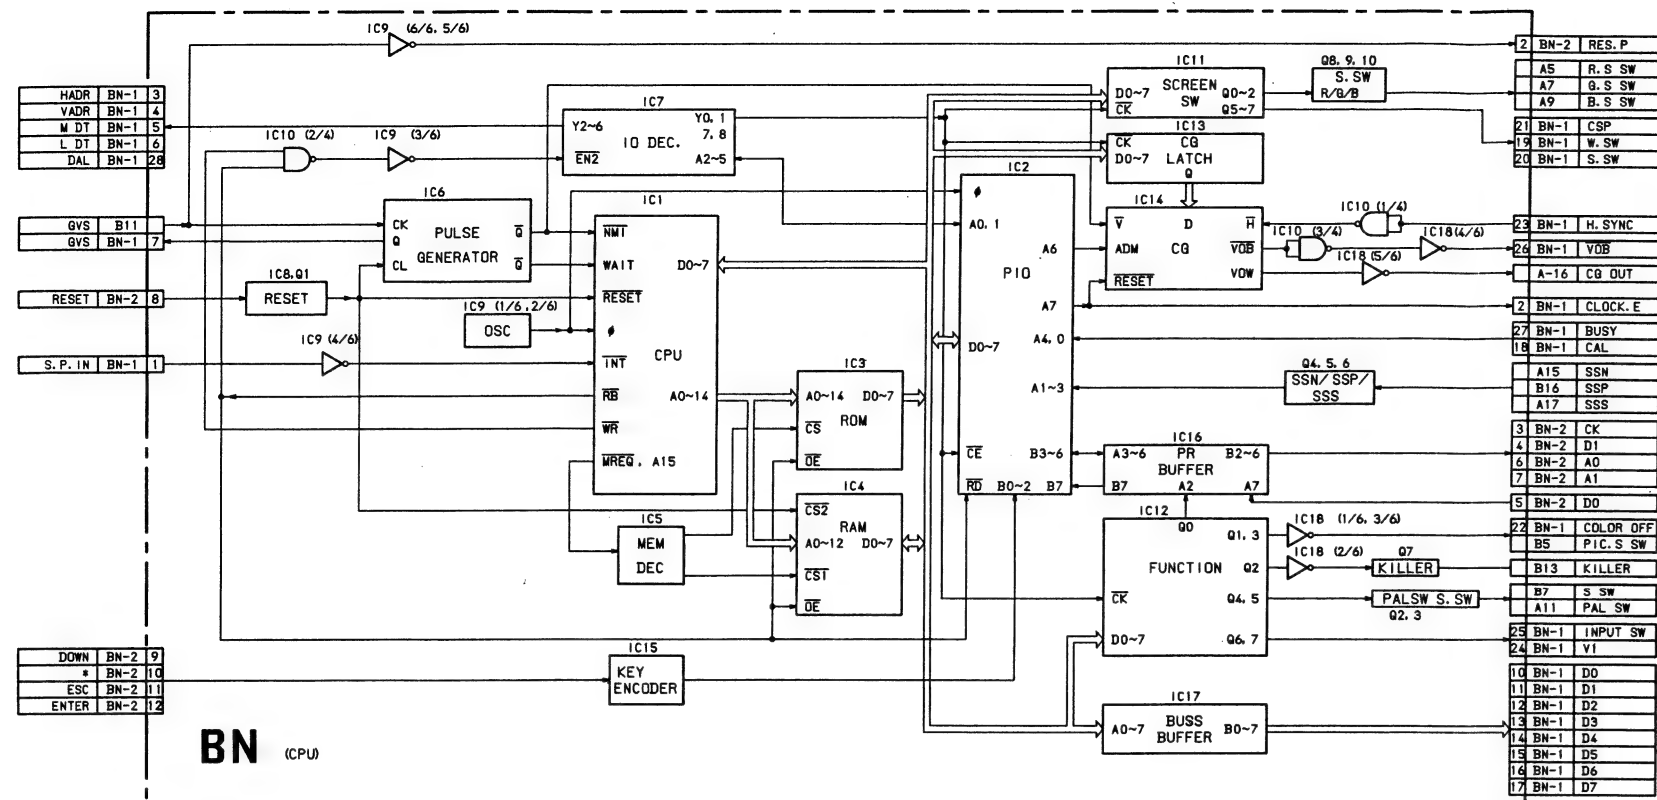 IC9 (6/6, 5/6)
2 BN-2 RES.P
IC11
Q8, 9, 10
A5 R.S SW
A7 G.S SW
A9 B.S SW
SCREEN SW
D0~7 Q0~2
CK Q5~7
S.SW
R/G/B
HADR BN-1 3
VADR BN-1 4
M DT BN-1 5
L DT BN-1 6
DAL BN-1 28
IC7
Y2~6 Y0, 1
7, 8
IO DEC.
EN2 A2~5
IC10 (2/4)
IC9 (3/6)
21 BN-1 CSP
19 BN-1 W.SW
20 BN-1 S.SW
IC13
CK CG
D0~7 LATCH
Q
IC2
ϕ
A0, 1
A6
PIO
A7
A4, 0
D0~7
A1~3
CE B3~6
RD B0~2 B7
IC14
V D H
ADM CG VOB
VOW
RESET
IC10 (1/4)
IC10 (3/4)
IC18(4/6)
IC18 (5/6)
23 BN-1 H.SYNC
26 BN-1 VOB
A-16 CG OUT
GVS B11
GVS BN-1 7
IC6
CK Q
Q PULSE
GENERATOR Q
CL
IC1
NMI
WAIT D0~7
RESET
ϕ
CPU
INT
RB A0~14
WR
MREQ, A15
RESET BN-2 8
IC8,Q1
RESET
IC9 (1/6,2/6)
OSC
2 BN-1 CLOCK.E
27 BN-1 BUSY
18 BN-1 CAL
S.P.IN BN-1 1
IC9 (4/6)
Q4, 5, 6
SSN/SSP/
SSS
A15 SSN
B16 SSP
A17 SSS
IC3
A0~14 D0~7
CS ROM
OE
IC16
A3~6 PR B2~6
BUFFER
B7 A2 A7
3 BN-2 CK
4 BN-2 D1
6 BN-2 A0
7 BN-2 A1
5 BN-2 D0
IC4
CS2
RAM
A0~12 D0~7
CS1
OE
IC5
MEM
DEC
IC12
Q0
Q1, 3
FUNCTION Q2
CK Q4, 5
D0~7 Q6, 7
IC18 (1/6, 3/6)
IC18 (2/6)
Q7
KILLER
PALSW S.SW
Q2, 3
22 BN-1 COLOR OFF
B5 PIC.S SW
B13 KILLER
B7 S SW
A11 PAL SW
25 BN-1 INPUT SW
24 BN-1 V1
DOWN BN-2 9
* BN-2 10
ESC BN-2 11
ENTER BN-2 12
IC15
KEY
ENCODER
IC17
A0~7 BUSS B0~7
BUFFER
10 BN-1 D0
11 BN-1 D1
12 BN-1 D2
13 BN-1 D3
14 BN-1 D4
15 BN-1 D5
16 BN-1 D6
17 BN-1 D7
BN (CPU)